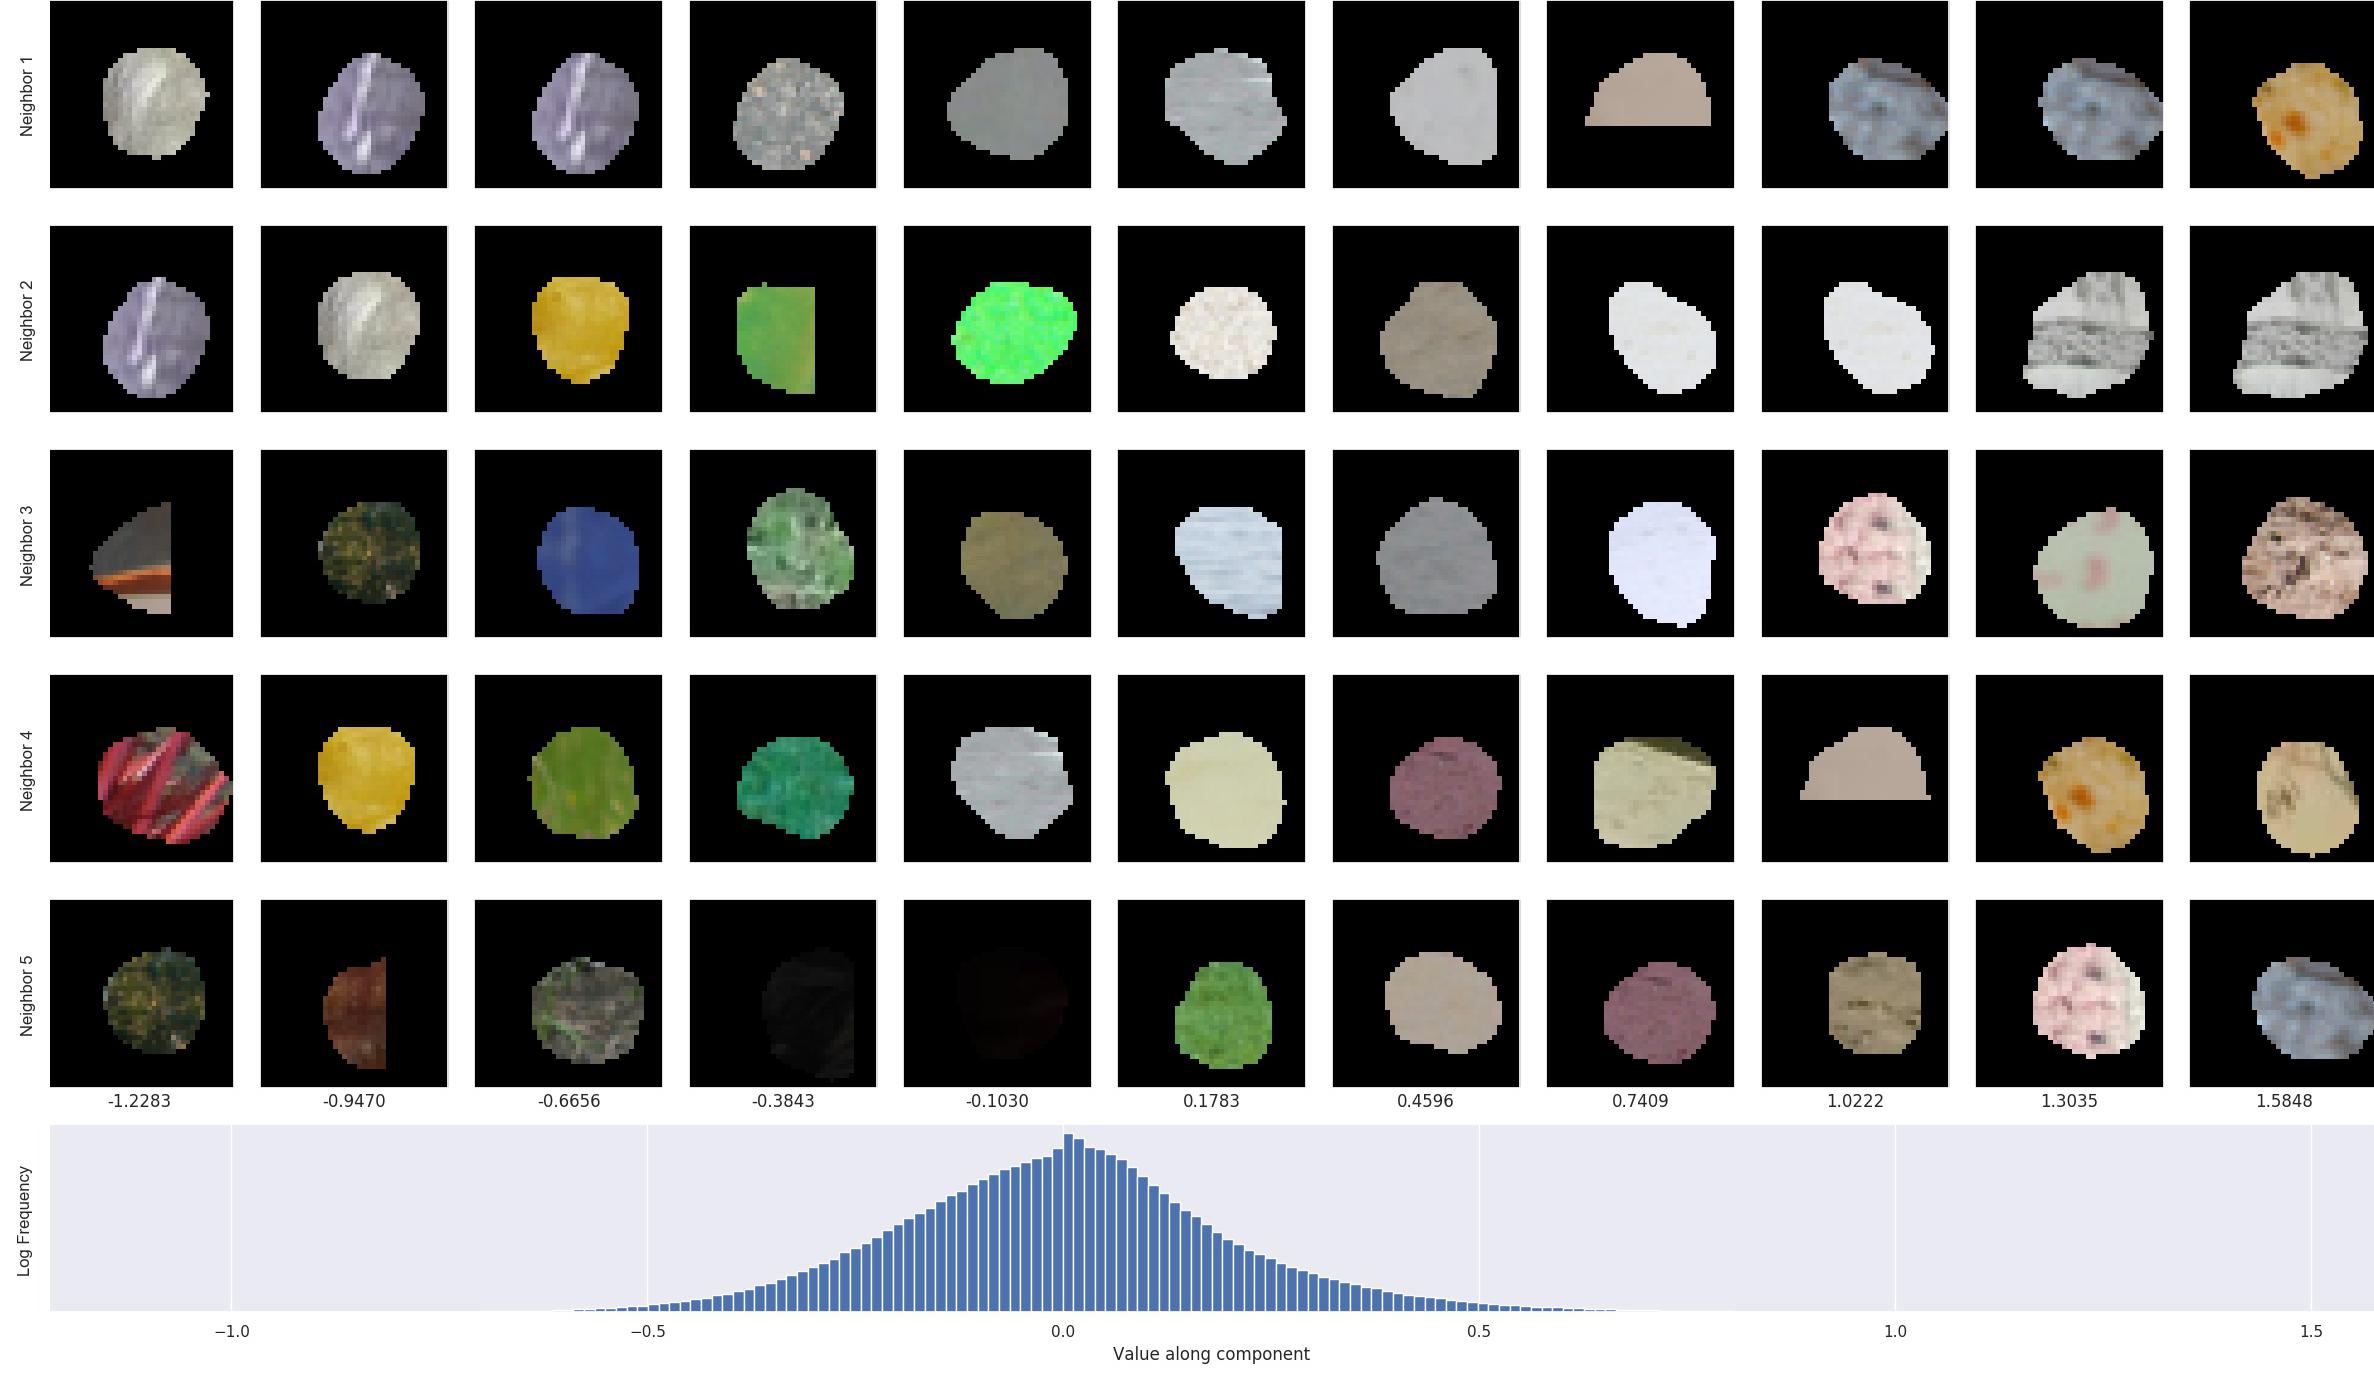 Neighbor 1
Neighbor 2
Neighbor 3
Neighbor 4
Neighbor 5
-1.2283 -0.9470 -0.6656 -0.3843 -0.1030 0.1783 0.4596 0.7409 1.0222 1.3035 1.5848
Log Frequency
−1.0 −0.5 0.0 0.5 1.0 1.5
Value along component